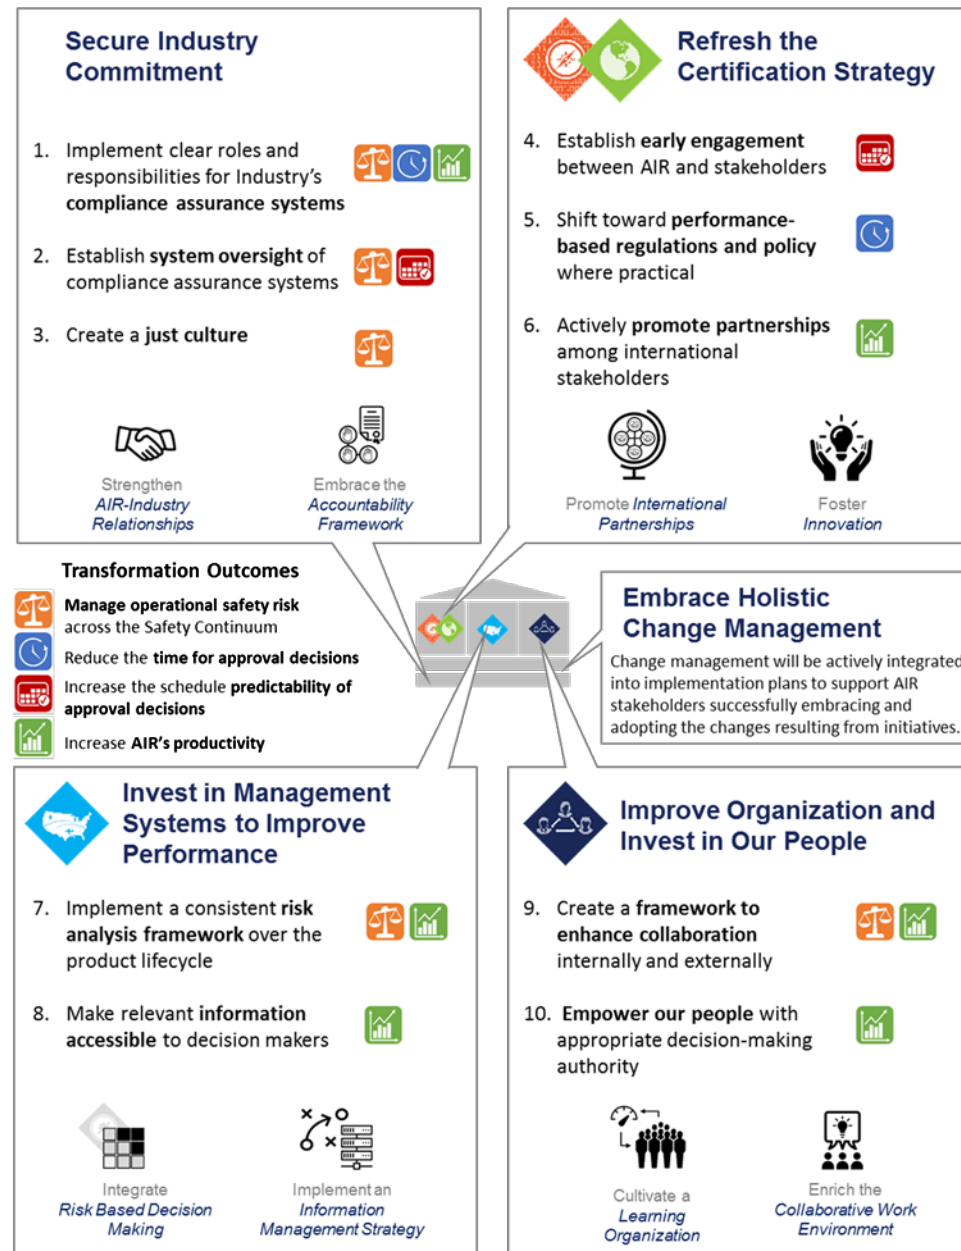 Secure Industry
Commitment
1. Implement clear roles and
responsibilities for Industry's
compliance assurance systems
2. Establish system oversight of
compliance assurance systems
3. Create a just culture
Strengthen
AIR-Industry
Relationships
Embrace the
Accountability
Framework
Refresh the
Certification Strategy
4. Establish early engagement
between AIR and stakeholders
5. Shift toward performance-
based regulations and policy
where practical
6. Actively promote partnerships
among international
stakeholders
Promote International
Partnerships
Foster
Innovation
Transformation Outcomes
Manage operational safety risk
across the Safety Continuum
Reduce the time for approval decisions
Increase the schedule predictability of
approval decisions
Increase AIR's productivity
Embrace Holistic
Change Management
Change management will be actively integrated
into implementation plans to support AIR
stakeholders successfully embracing and
adopting the changes resulting from initiatives.
Invest in Management
Systems to Improve
Performance
7. Implement a consistent risk
analysis framework over the
product lifecycle
8. Make relevant information
accessible to decision makers
Integrate
Risk Based Decision
Making
Implement an
Information
Management Strategy
Improve Organization and
Invest in Our People
9. Create a framework to
enhance collaboration
internally and externally
10. Empower our people with
appropriate decision-making
authority
Cultivate a
Learning
Organization
Enrich the
Collaborative Work
Environment